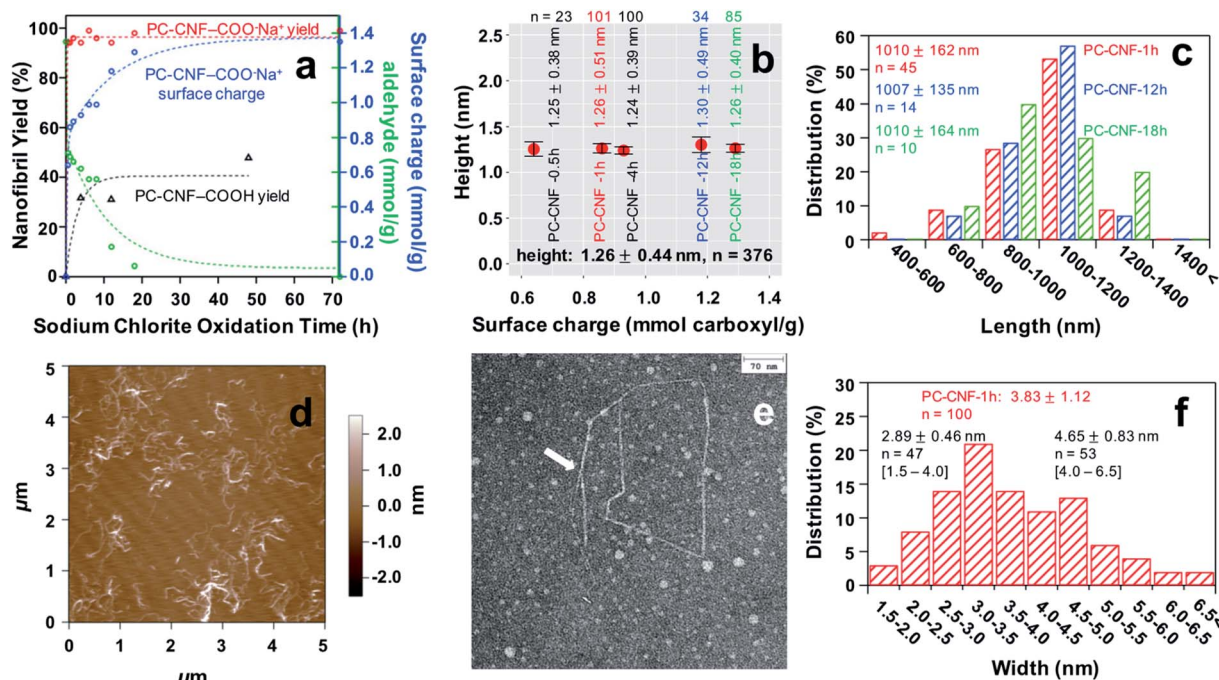 a
PC-CNF–COO-Na⁺ yield
PC-CNF–COO-Na⁺
surface charge
PC-CNF–COOH yield
Nanofibril Yield (%)
100
80
60
40
20
0
0 10 20 30 40 50 60 70
Sodium Chlorite Oxidation Time (h)
1.4
1.2
1.0
0.8
0.6
0.4
0.2
0.0
aldehyde (mmol/g)
Surface charge (mmol/g)
b
n = 23 101 100 34 85
PC-CNF -0.5h 1.25 ± 0.38 nm
PC-CNF -1h 1.26 ± 0.51 nm
PC-CNF -4h 1.24 ± 0.39 nm
PC-CNF -12h 1.30 ± 0.49 nm
PC-CNF -18h 1.26 ± 0.40 nm
height: 1.26 ± 0.44 nm, n = 376
Height (nm)
2.5
2.0
1.5
1.0
0.5
0.0
0.6 0.8 1.0 1.2 1.4
Surface charge (mmol carboxyl/g)
c
1010 ± 162 nm
n = 45
1007 ± 135 nm
n = 14
1010 ± 164 nm
n = 10
PC-CNF-1h
PC-CNF-12h
PC-CNF-18h
Distribution (%)
60
50
40
30
20
10
0
400-600
600-800
800-1000
1000-1200
1200-1400
1400 <
Length (nm)
d
5
4
3
2
1
0
0 1 2 3 4 5
µm
µm
2.0
1.0
0.0
-1.0
-2.0
nm
e
70 nm
f
PC-CNF-1h: 3.83 ± 1.12
n = 100
2.89 ± 0.46 nm
n = 47
[1.5 – 4.0]
4.65 ± 0.83 nm
n = 53
[4.0 – 6.5]
Distribution (%)
30
25
20
15
10
5
0
1.5-2.0
2.0-2.5
2.5-3.0
3.0-3.5
3.5-4.0
4.0-4.5
4.5-5.0
5.0-5.5
5.5-6.0
6.0-6.5
6.5<
Width (nm)